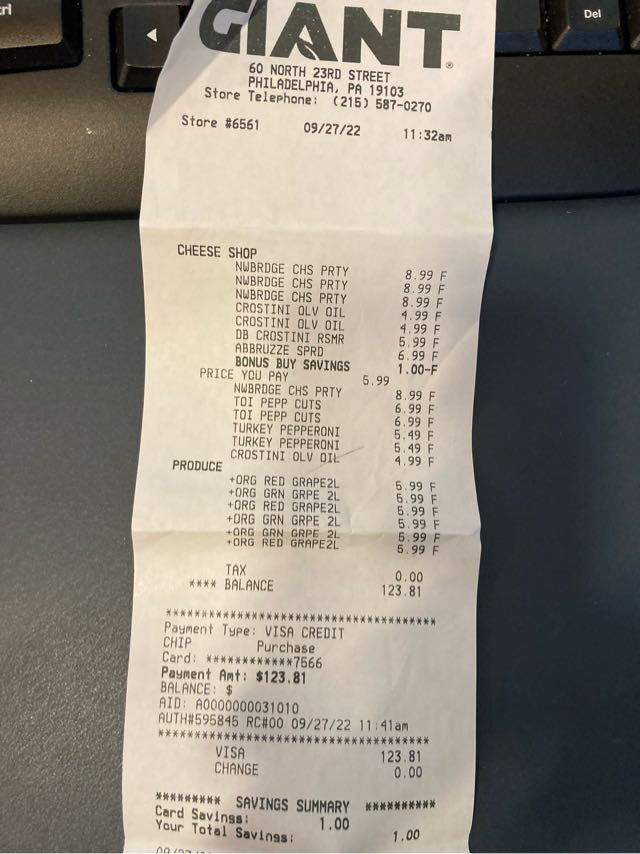 trl
Del
GIANT®
60 NORTH 23RD STREET
PHILADELPHIA, PA 19103
Store Telephone: (215) 587-0270
Store #6561 09/27/22 11:32am
CHEESE SHOP
NWBRDGE CHS PRTY 8.99 F
NWBRDGE CHS PRTY 8.99 F
NWBRDGE CHS PRTY 8.99 F
CROSTINI OLV OIL 4.99 F
CROSTINI OLV OIL 4.99 F
DB CROSTINI RSMR 5.99 F
ABBRUZZE SPRD 6.99 F
BONUS BUY SAVINGS 1.00-F
PRICE YOU PAY 5.99
NWBRDGE CHS PRTY 8.99 F
TOI PEPP CUTS 6.99 F
TOI PEPP CUTS 6.99 F
TURKEY PEPPERONI 5.49 F
TURKEY PEPPERONI 5.49 F
CROSTINI OLV OIL 4.99 F
PRODUCE
+ORG RED GRAPE2L 5.99 F
+ORG GRN GRPE 2L 5.99 F
+ORG RED GRAPE2L 5.99 F
+ORG GRN GRPE 2L 5.99 F
+ORG GRN GRPE 2L 5.99 F
+ORG RED GRAPE2L 5.99 F
TAX 0.00
**** BALANCE 123.81
************************************
Payment Type: VISA CREDIT
CHIP Purchase
Card: ************7566
Payment Amt: $123.81
BALANCE: $
AID: A0000000031010
AUTH#595845 RC#00 09/27/22 11:41am
************************************
VISA 123.81
CHANGE 0.00
********* SAVINGS SUMMARY **********
Card Savings: 1.00
Your Total Savings: 1.00